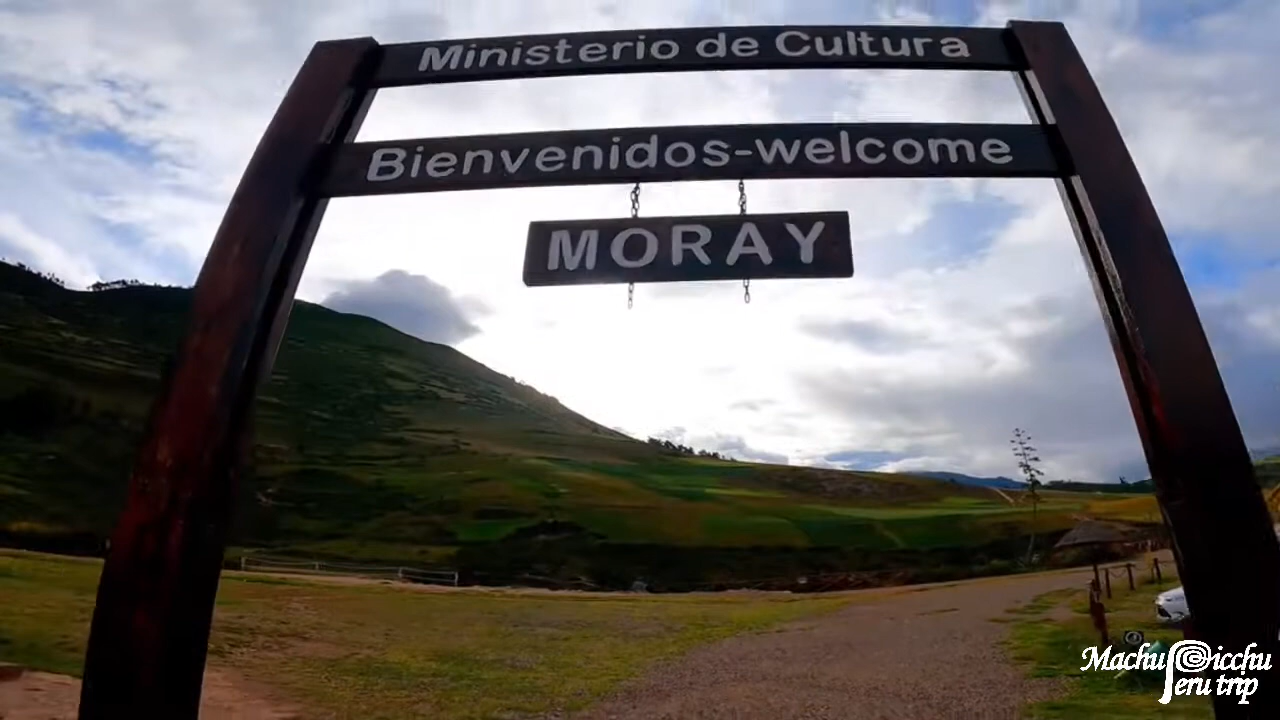 Ministerio de Cultura
Bienvenidos-welcome
MORAY
Machu Picchu
Peru trip